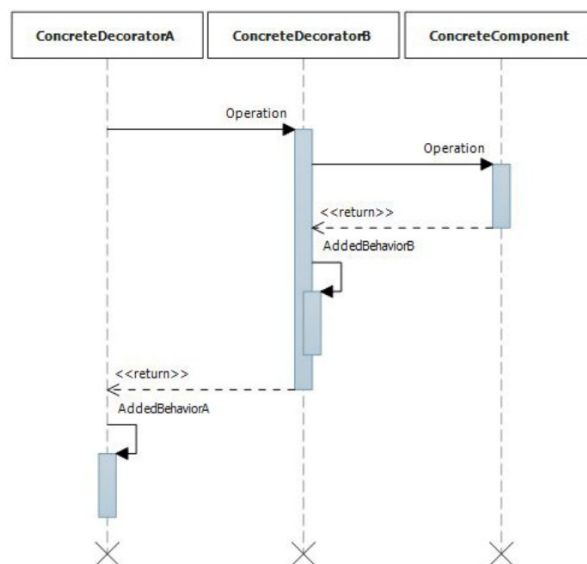 ConcreteDecoratorA ConcreteDecoratorB ConcreteComponent
Operation
Operation
<<return>>
AddedBehaviorB
<<return>>
AddedBehaviorA